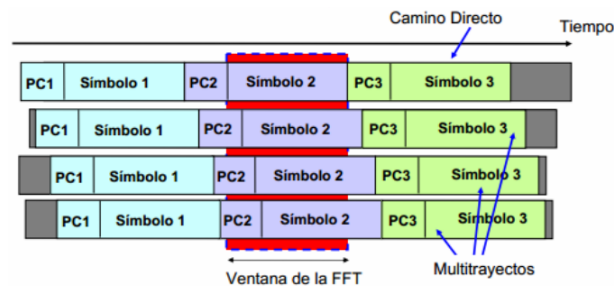 Camino Directo
Tiempo
PC1 Símbolo 1 PC2 Símbolo 2 PC3 Símbolo 3
PC1 Símbolo 1 PC2 Símbolo 2 PC3 Símbolo 3
PC1 Símbolo 1 PC2 Símbolo 2 PC3 Símbolo 3
PC1 Símbolo 1 PC2 Símbolo 2 PC3 Símbolo 3
Ventana de la FFT
Multitrayectos